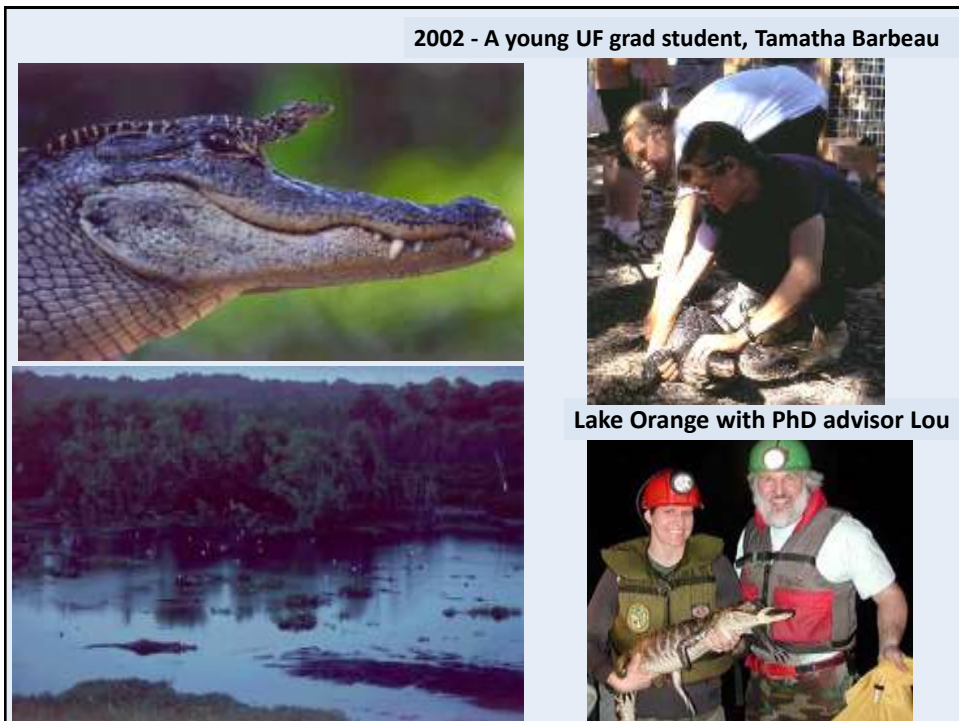 2002 - A young UF grad student, Tamatha Barbeau
Lake Orange with PhD advisor Lou